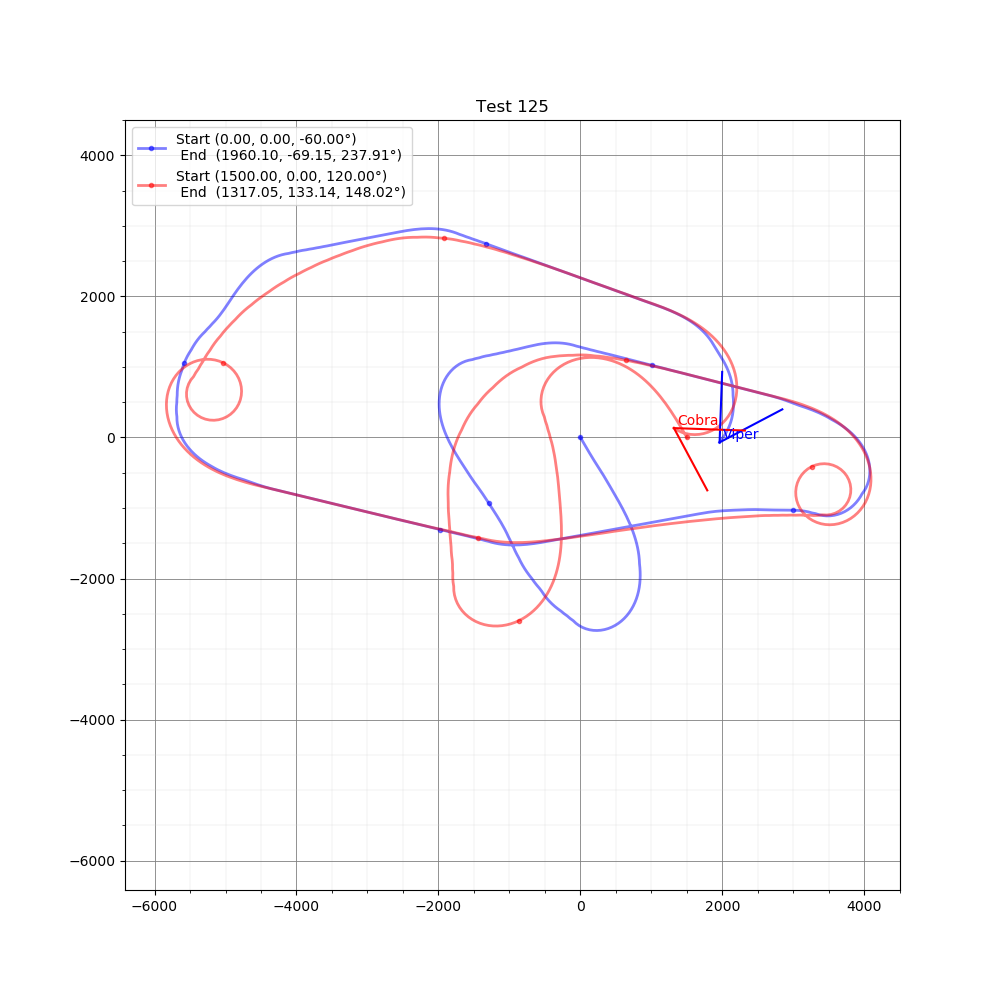 Test 125
Start (0.00, 0.00, -60.00°)
End (1960.10, -69.15, 237.91°)
Start (1500.00, 0.00, 120.00°)
End (1317.05, 133.14, 148.02°)
4000
2000
0
−2000
−4000
−6000
Cobra
Viper
−6000 −4000 −2000 0 2000 4000